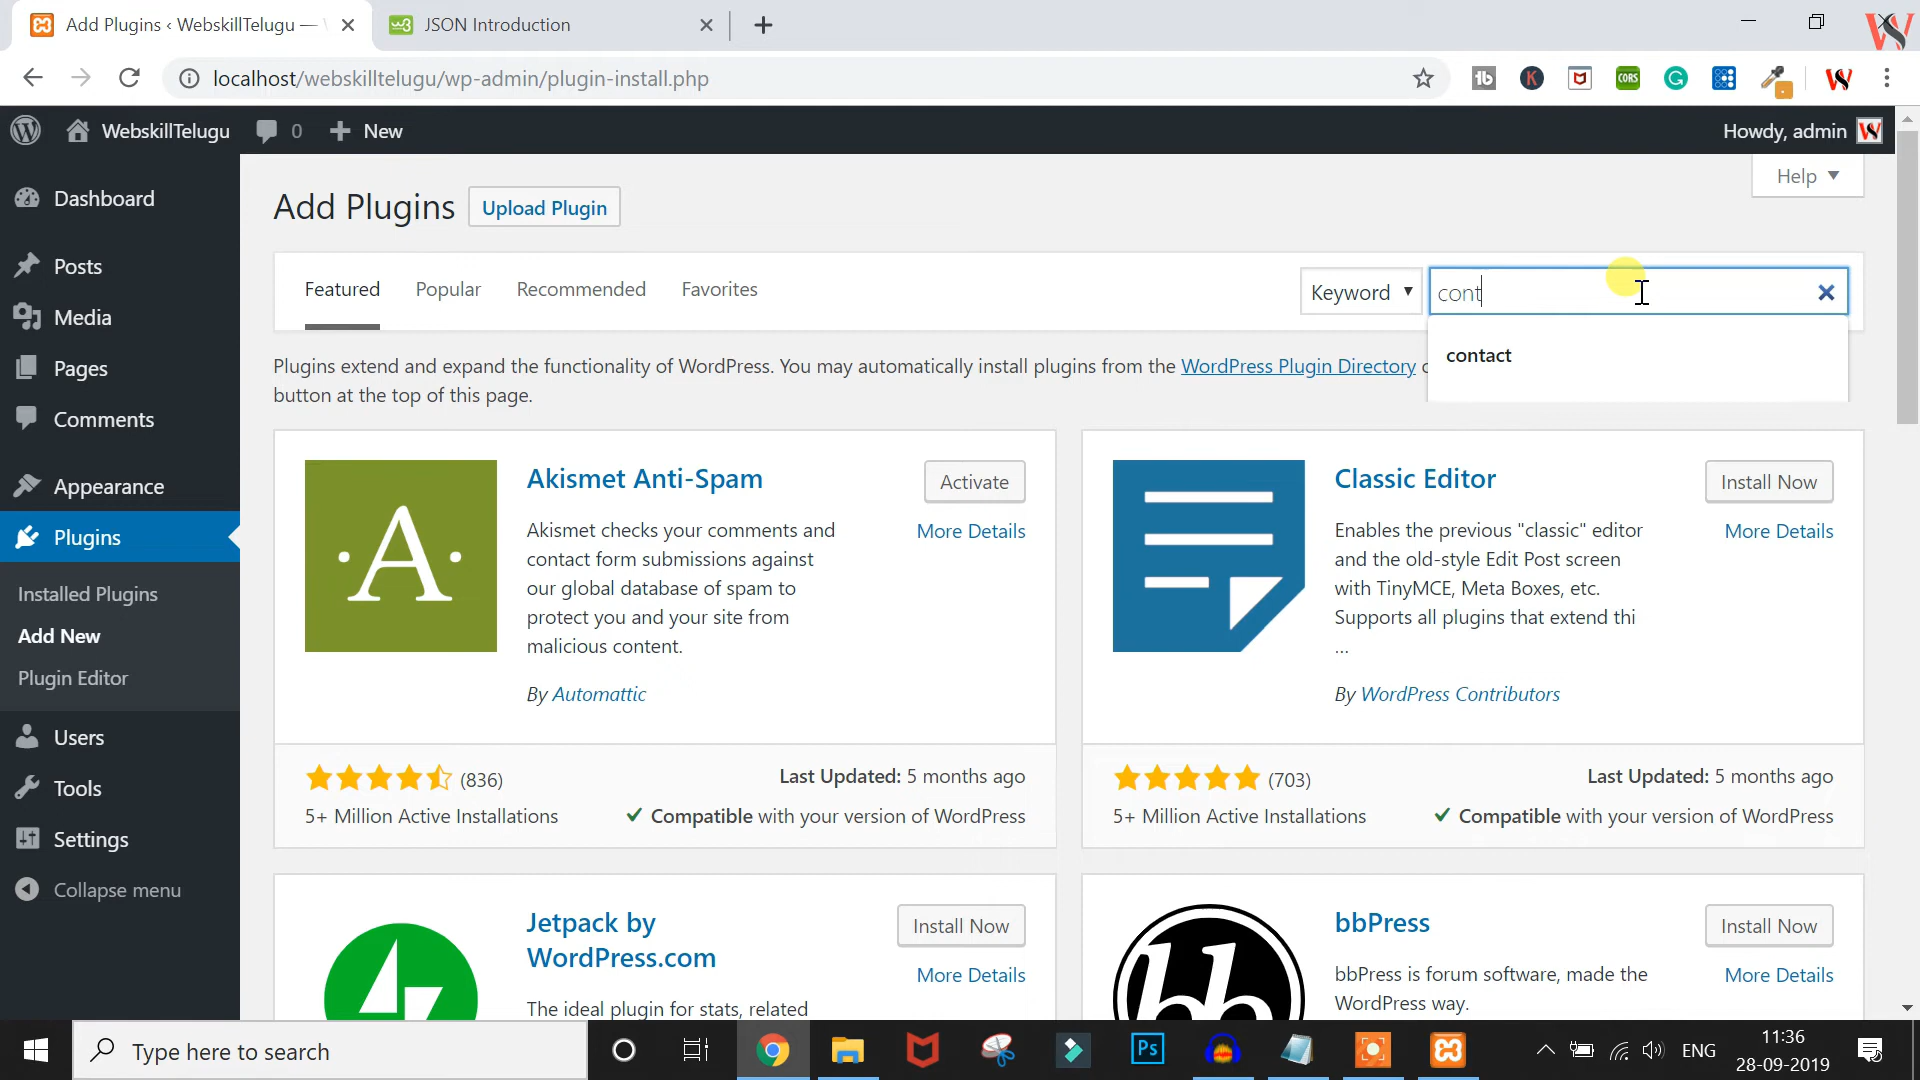 Add Plugins ‹ WebskillTelugu —
JSON Introduction
localhost/webskilltelugu/wp-admin/plugin-install.php
WebskillTelugu
0
New
Howdy, admin
Dashboard
Posts
Media
Pages
Comments
Appearance
Plugins
Installed Plugins
Add New
Plugin Editor
Users
Tools
Settings
Collapse menu
Help
Add Plugins
Upload Plugin
Featured
Popular
Recommended
Favorites
Keyword
cont
contact
Plugins extend and expand the functionality of WordPress. You may automatically install plugins from the WordPress Plugin Directory
button at the top of this page.
Akismet Anti-Spam
Activate
More Details
Akismet checks your comments and
contact form submissions against
our global database of spam to
protect you and your site from
malicious content.
By Automattic
(836)
Last Updated: 5 months ago
5+ Million Active Installations
Compatible with your version of WordPress
Classic Editor
Install Now
More Details
Enables the previous "classic" editor
and the old-style Edit Post screen
with TinyMCE, Meta Boxes, etc.
Supports all plugins that extend thi
...
By WordPress Contributors
(703)
Last Updated: 5 months ago
5+ Million Active Installations
Compatible with your version of WordPress
Jetpack by
WordPress.com
Install Now
More Details
The ideal plugin for stats, related
bbPress
Install Now
More Details
bbPress is forum software, made the
WordPress way.
Type here to search
Ps
ENG
11:36
28-09-2019